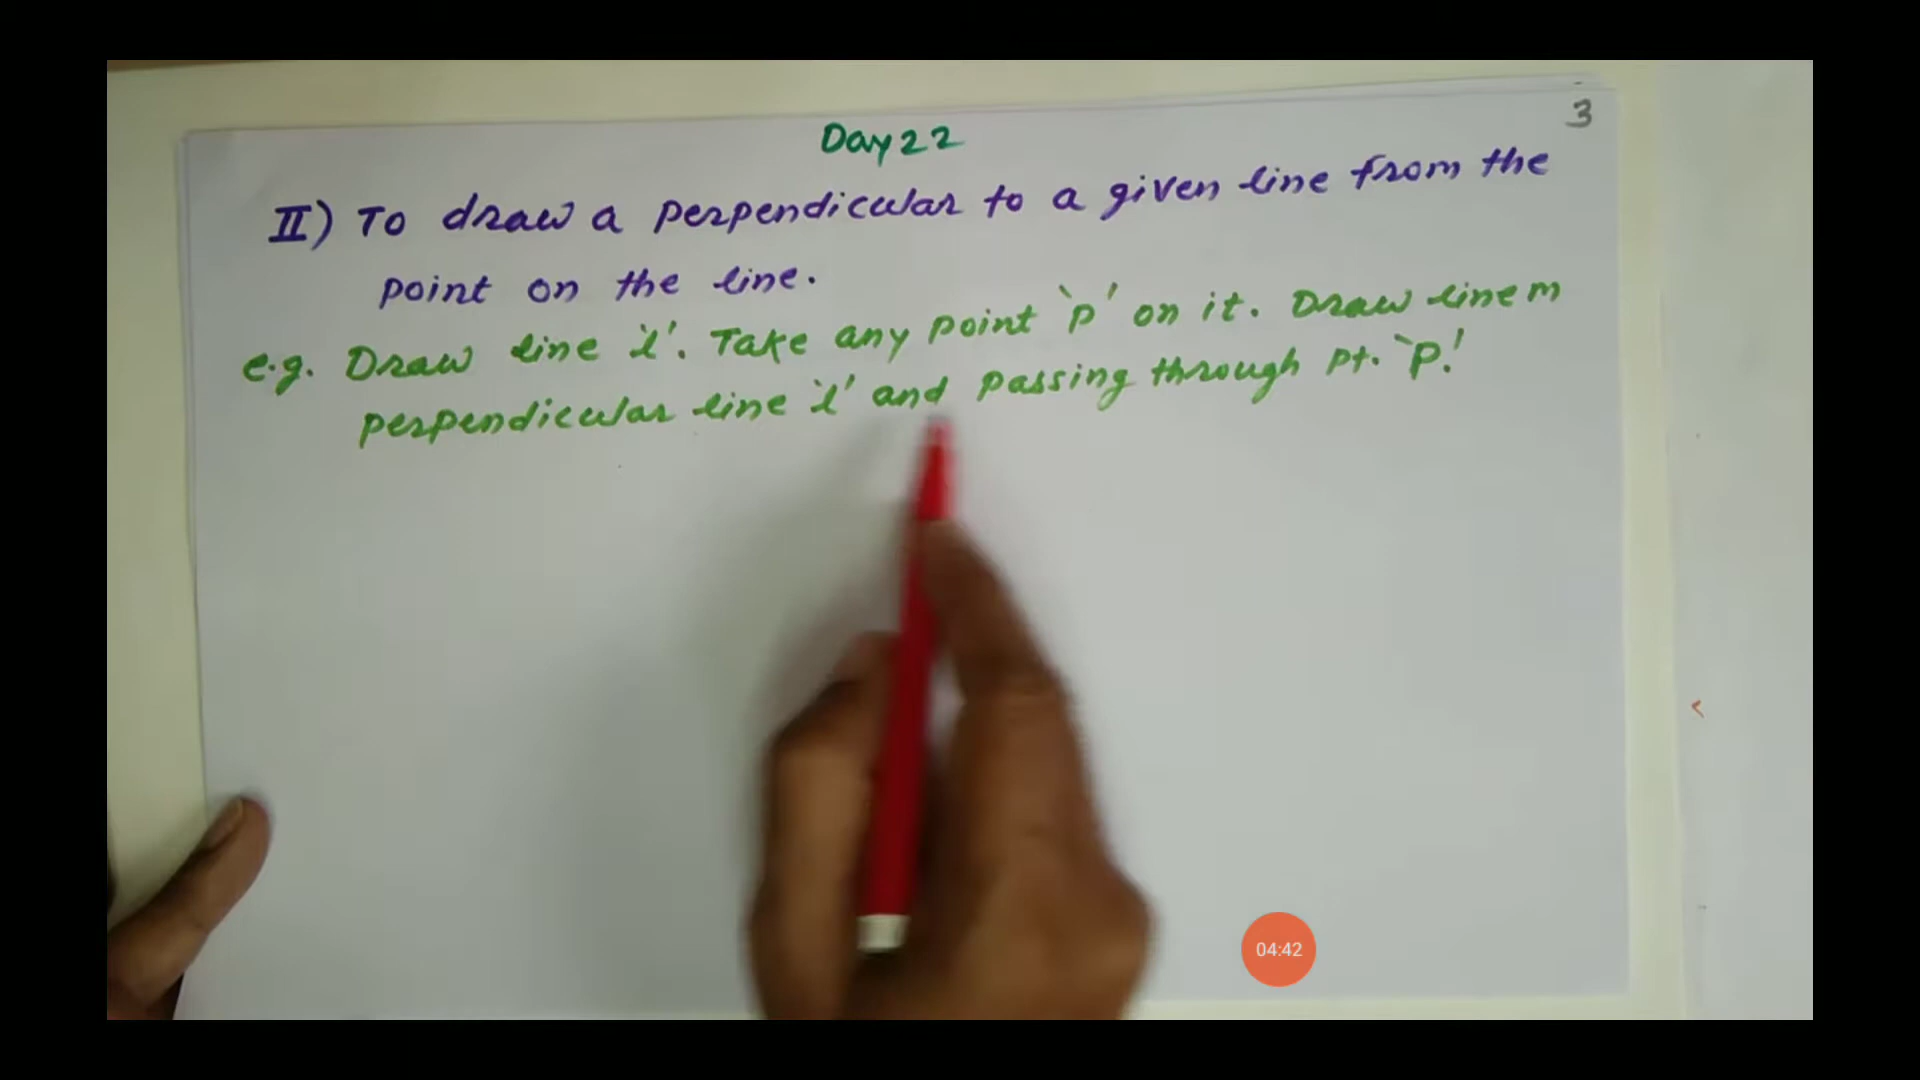 3
Day 22
II) To draw a perpendicular to a given line from the
point on the line.
e.g. Draw line 'l'. Take any point 'p' on it. Draw line m
perpendicular line 'l' and passing through pt. 'p'.
04:42